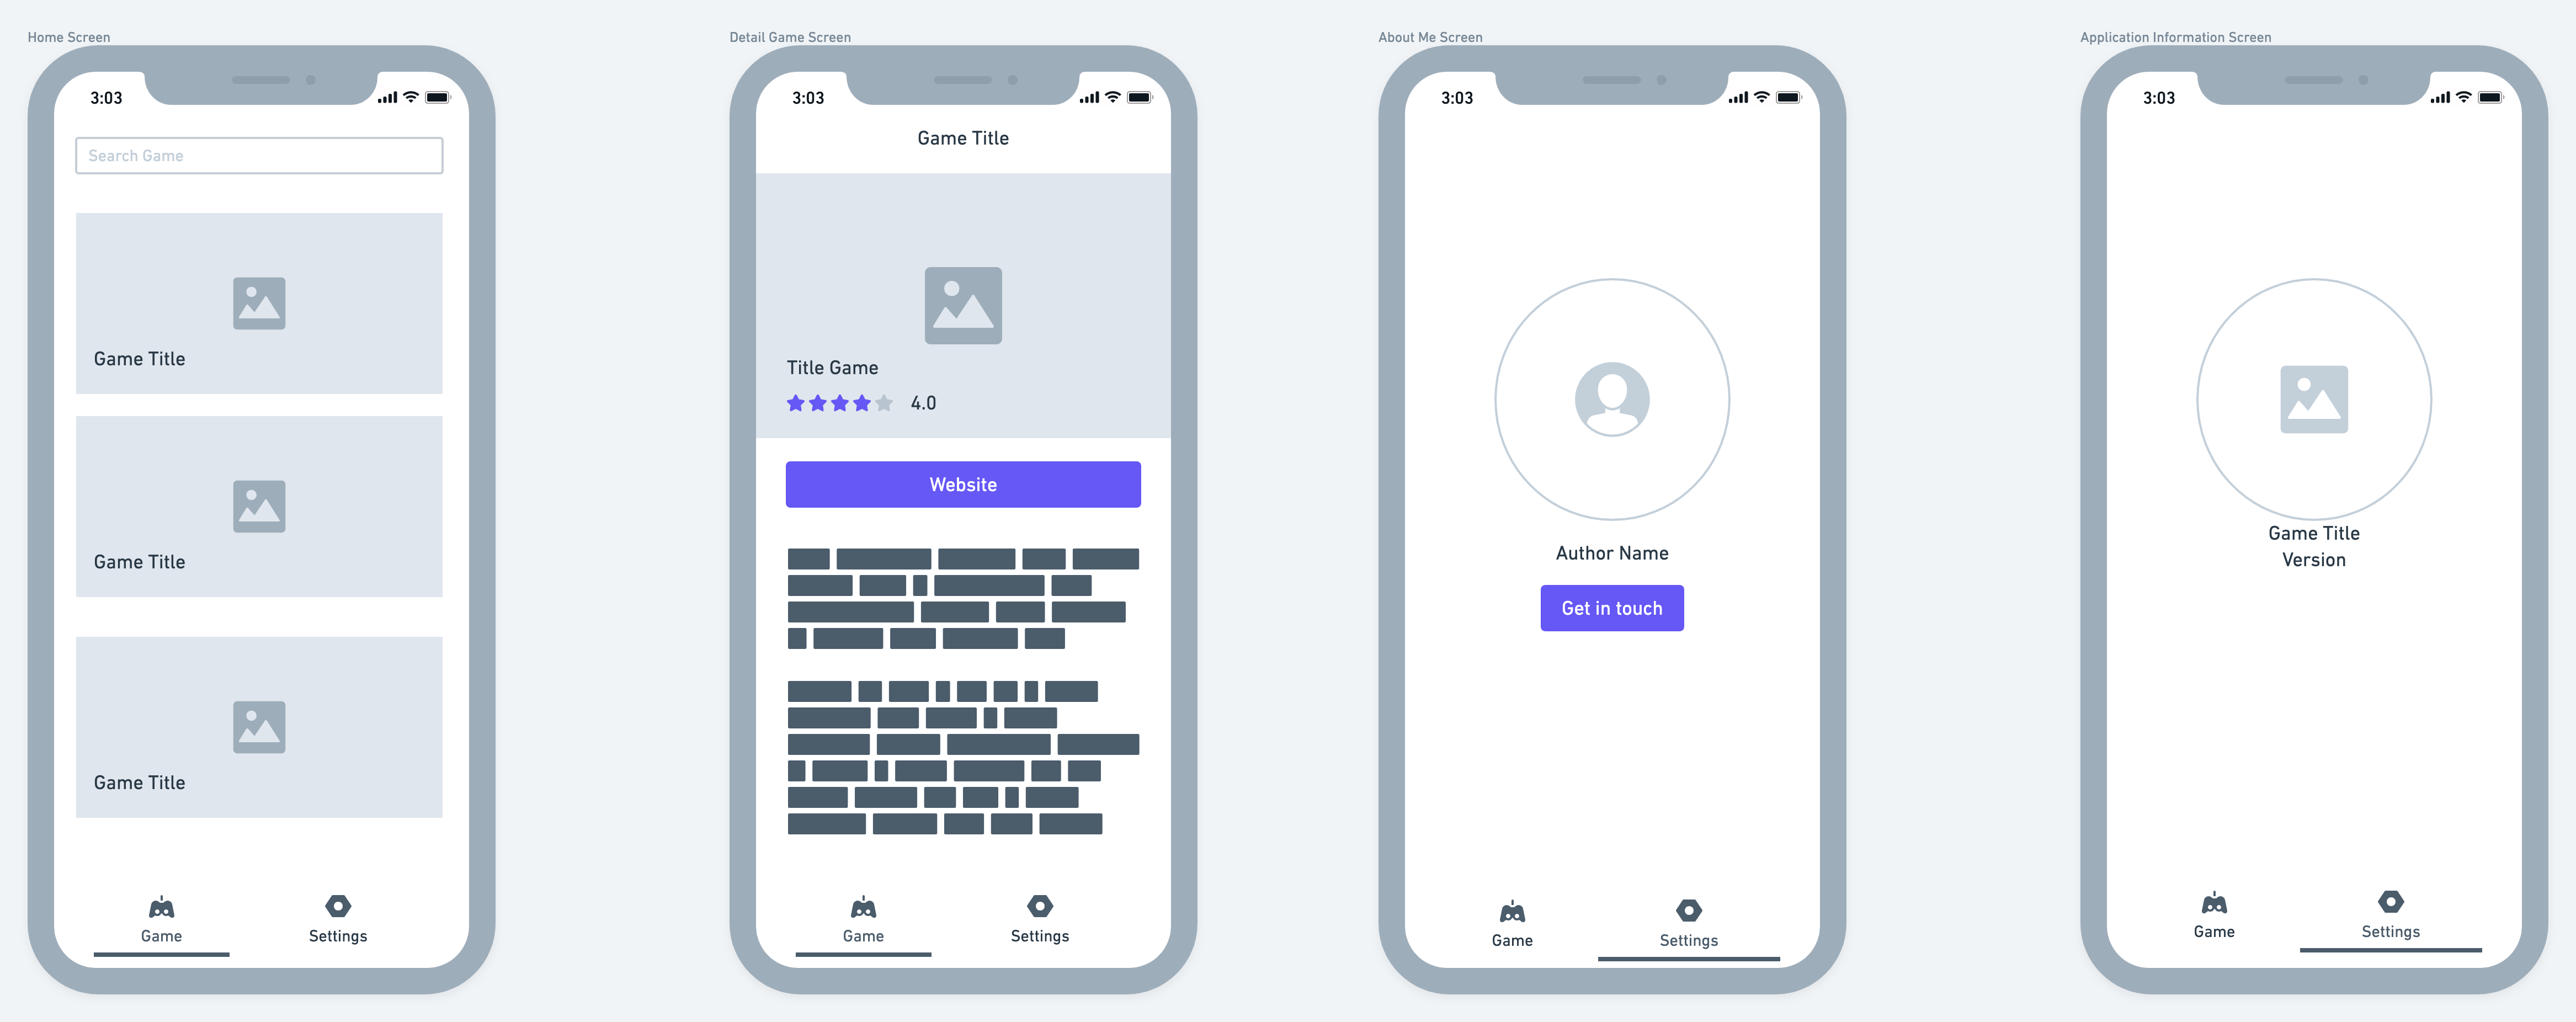 Home Screen
3:03
Search Game
Game Title
Game Title
Game Title
Game
Settings
Detail Game Screen
3:03
Game Title
Title Game
4.0
Website
Game
Settings
About Me Screen
3:03
Author Name
Get in touch
Game
Settings
Application Information Screen
3:03
Game Title
Version
Game
Settings